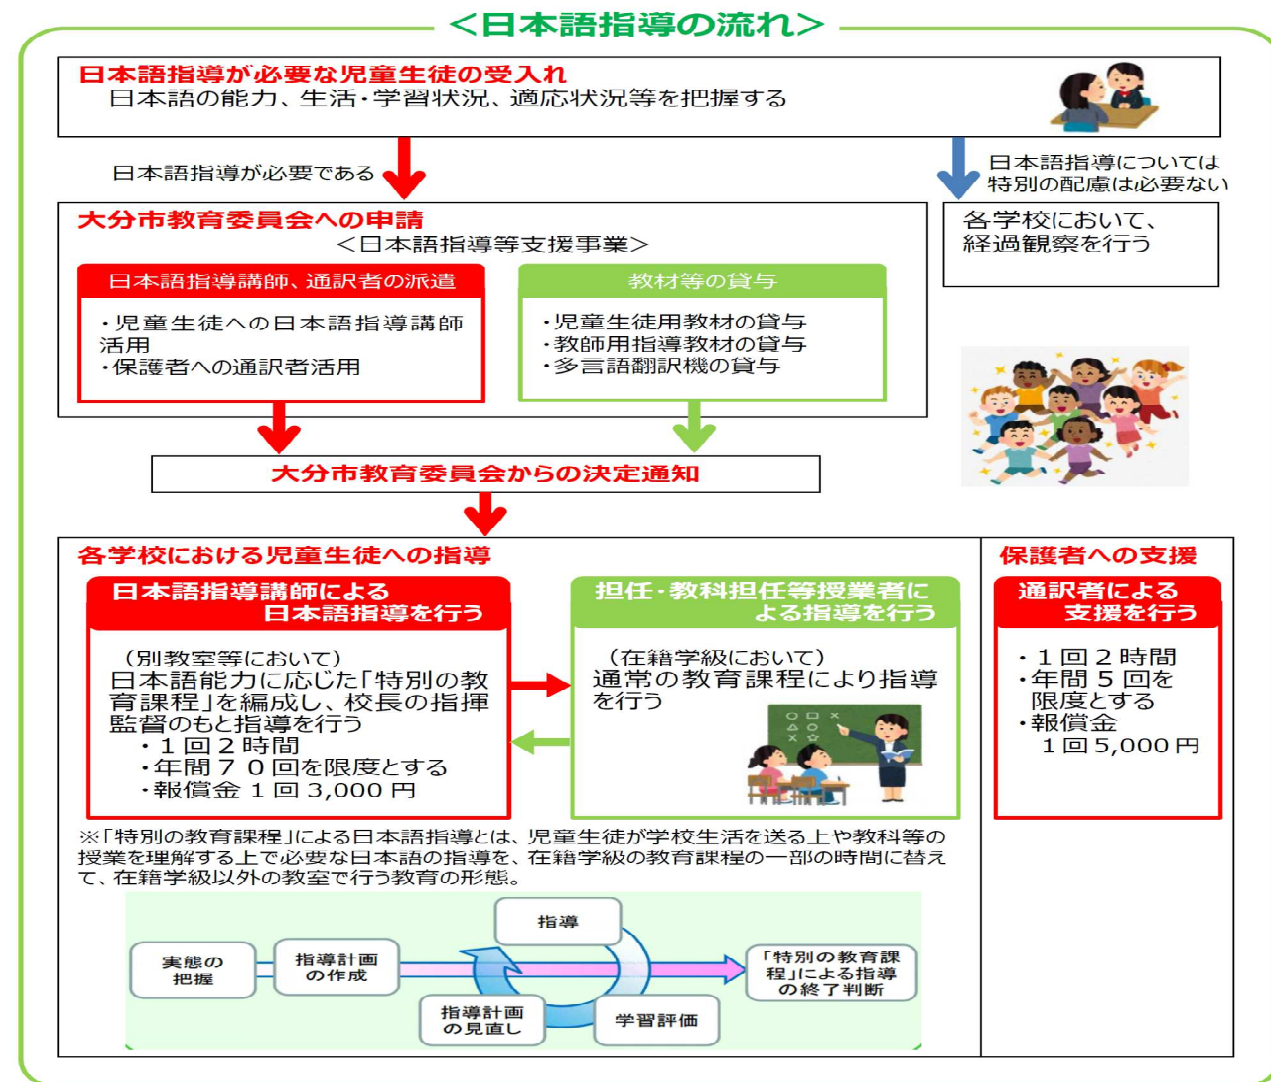 ＜日本語指導の流れ＞
日本語指導が必要な児童生徒の受入れ
日本語の能力、生活・学習状況、適応状況等を把握する
日本語指導が必要である
日本語指導については
特別の配慮は必要ない
大分市教育委員会への申請
＜日本語指導等支援事業＞
日本語指導講師、通訳者の派遣
・児童生徒への日本語指導講師
活用
・保護者への通訳者活用
教材等の貸与
・児童生徒用教材の貸与
・教師用指導教材の貸与
・多言語翻訳機の貸与
各学校において、
経過観察を行う
大分市教育委員会からの決定通知
各学校における児童生徒への指導
日本語指導講師による
日本語指導を行う
（別教室等において）
日本語能力に応じた「特別の教
育課程」を編成し、校長の指揮
監督のもと指導を行う
・１回２時間
・年間７０回を限度とする
・報償金１回3,000円
担任・教科担任等授業者に
よる指導を行う
（在籍学級において）
通常の教育課程により指導
を行う
保護者への支援
通訳者による
支援を行う
・１回２時間
・年間５回を
限度とする
・報償金
１回5,000円
※「特別の教育課程」による日本語指導とは、児童生徒が学校生活を送る上や教科等の
授業を理解する上で必要な日本語の指導を、在籍学級の教育課程の一部の時間に替え
て、在籍学級以外の教室で行う教育の形態。
実態の
把握
指導計画
の作成
指導
学習評価
指導計画
の見直し
「特別の教育課
程」による指導
の終了判断